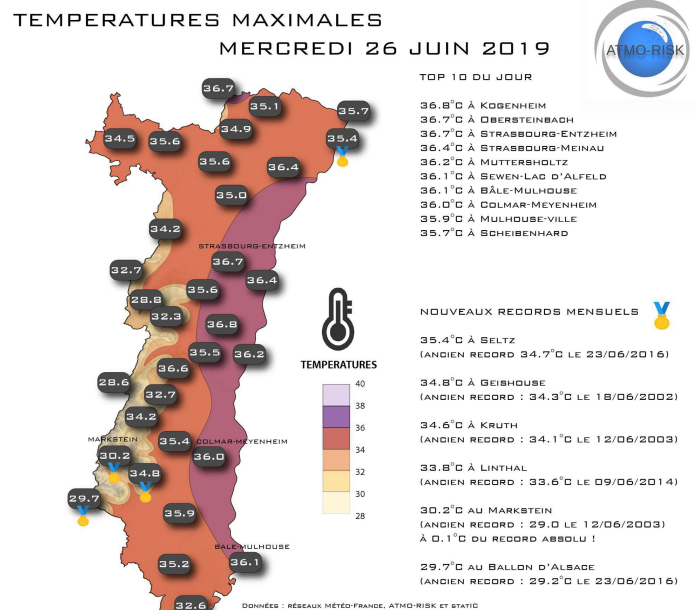 TEMPERATURES MAXIMALES
MERCREDI 26 JUIN 2019
ATMO-RISK
TOP 10 DU JOUR
36.8°C À KOGENHEIM
36.7°C À OBERSTEINBACH
36.7°C À STRASBOURG-ENTZHEIM
36.4°C À STRASBOURG-MEINAU
36.2°C À MUTTERSHOLTZ
36.1°C À SEWEN-LAC D'ALFELD
36.1°C À BÂLE-MULHOUSE
36.0°C À COLMAR-MEYENHEIM
35.9°C À MULHOUSE-VILLE
35.7°C À SCHEIBENHARD
36.7
35.1
35.7
34.9
34.5
35.6
35.4
35.6
36.4
35.0
34.2
STRASBOURG-ENTZHEIM
36.7
32.7
36.4
35.6
28.8
32.3
36.8
35.5
36.2
36.6
28.6
32.7
34.2
MARKSTEIN
35.4
COLMAR-MEYENHEIM
30.2
36.0
34.8
29.7
35.9
BALE-MULHOUSE
35.2
36.1
32.6
TEMPERATURES
40
38
36
34
32
30
28
NOUVEAUX RECORDS MENSUELS
35.4°C À SELTZ
(ANCIEN RECORD 34.7°C LE 23/06/2016)
34.8°C À GEISHOUSE
(ANCIEN RECORD : 34.3°C LE 18/06/2002)
34.6°C À KRUTH
(ANCIEN RECORD : 34.1°C LE 12/06/2003)
33.8°C À LINTHAL
(ANCIEN RECORD : 33.6°C LE 09/06/2014)
30.2°C AU MARKSTEIN
(ANCIEN RECORD : 29.0 LE 12/06/2003)
À 0.1°C DU RECORD ABSOLU !
29.7°C AU BALLON D'ALSACE
(ANCIEN RECORD : 29.2°C LE 23/06/2016)
DONNÉES : RÉSEAUX MÉTÉO-FRANCE, ATMO-RISK ET STATIC